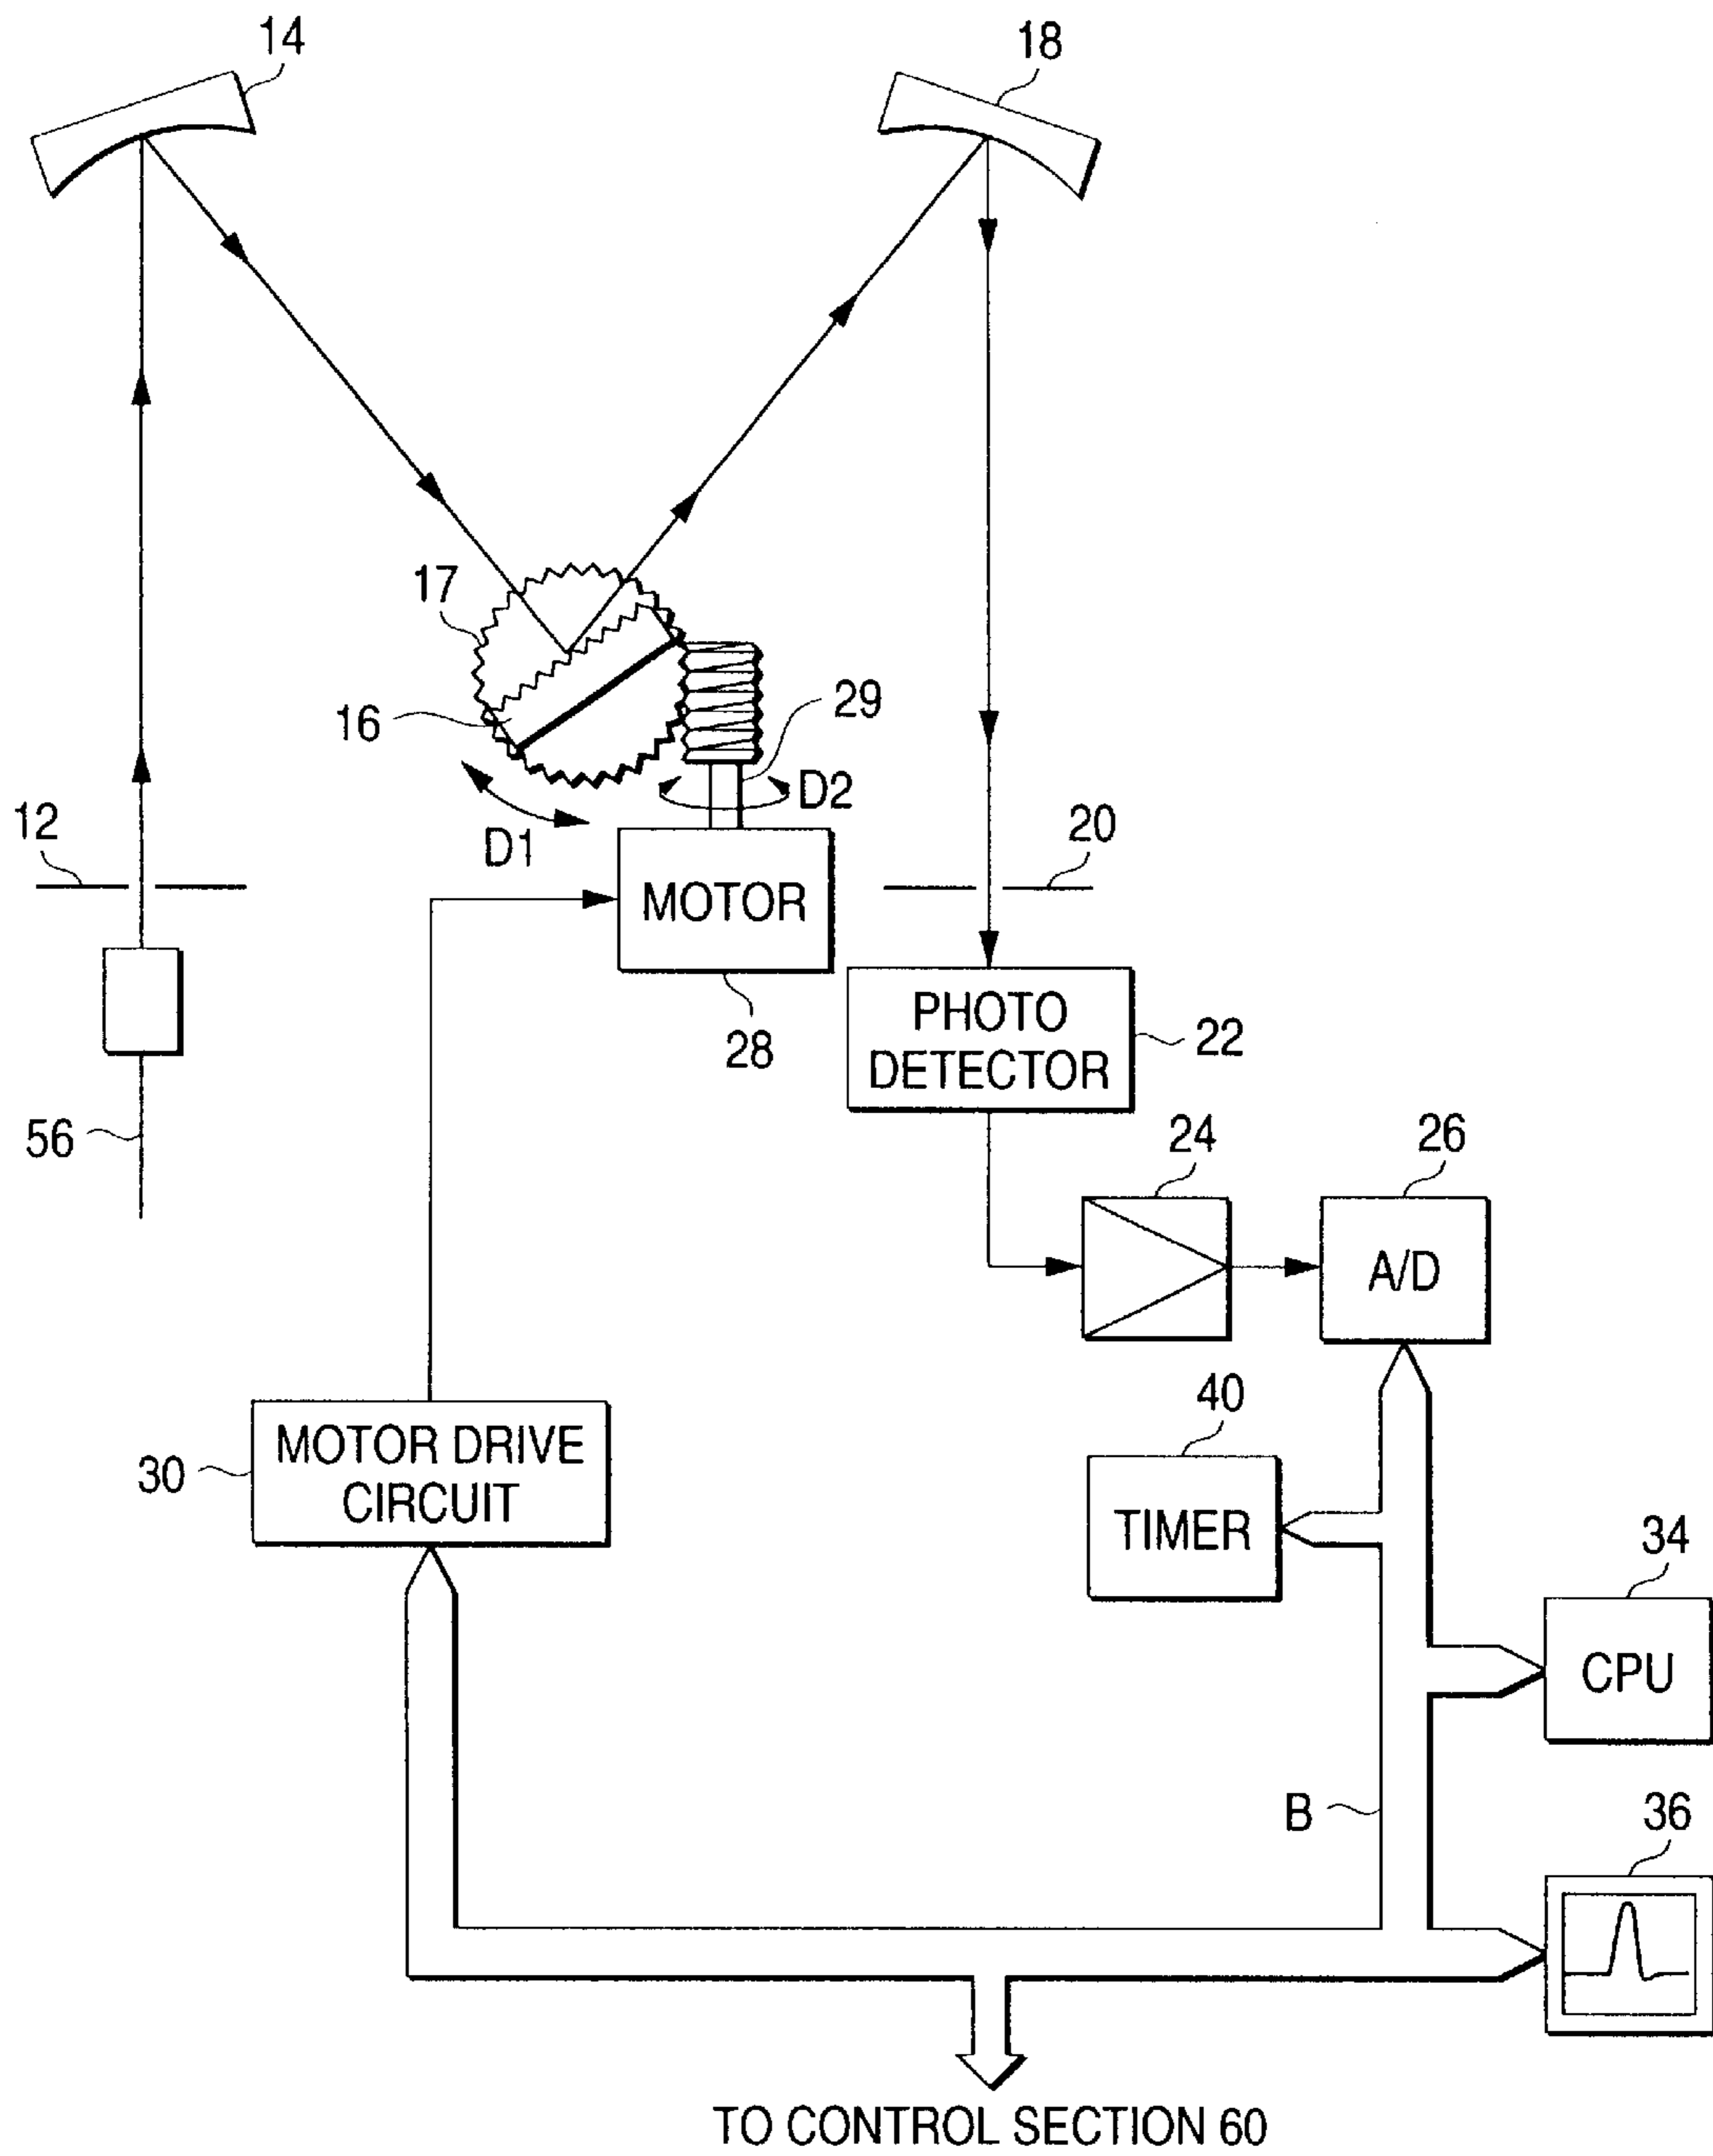 14
18
17
16
29
D2
D1
12
20
MOTOR
28
PHOTO
DETECTOR
22
56
24
26
A/D
40
MOTOR DRIVE
CIRCUIT
30
TIMER
34
CPU
B
36
TO CONTROL SECTION 60